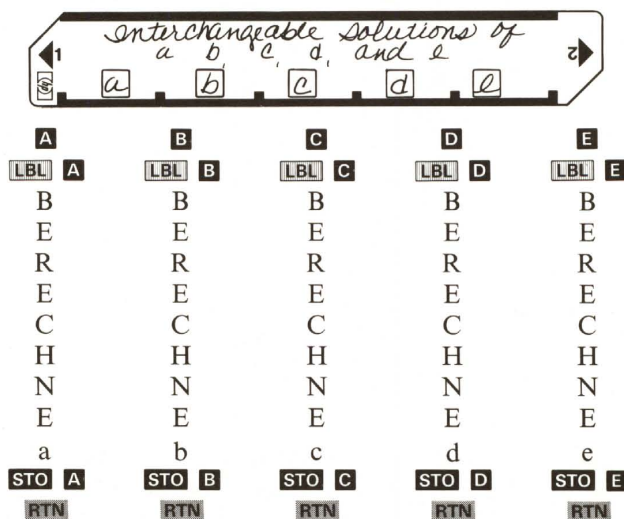 Interchangeable Solutions of
1 a b, c, d, and e 2
a b c d e
A B C D E
LBL A LBL B LBL C LBL D LBL E
B B B B B
E E E E E
R R R R R
E E E E E
C C C C C
H H H H H
N N N N N
E E E E E
a b c d e
STO A STO B STO C STO D STO E
RTN RTN RTN RTN RTN